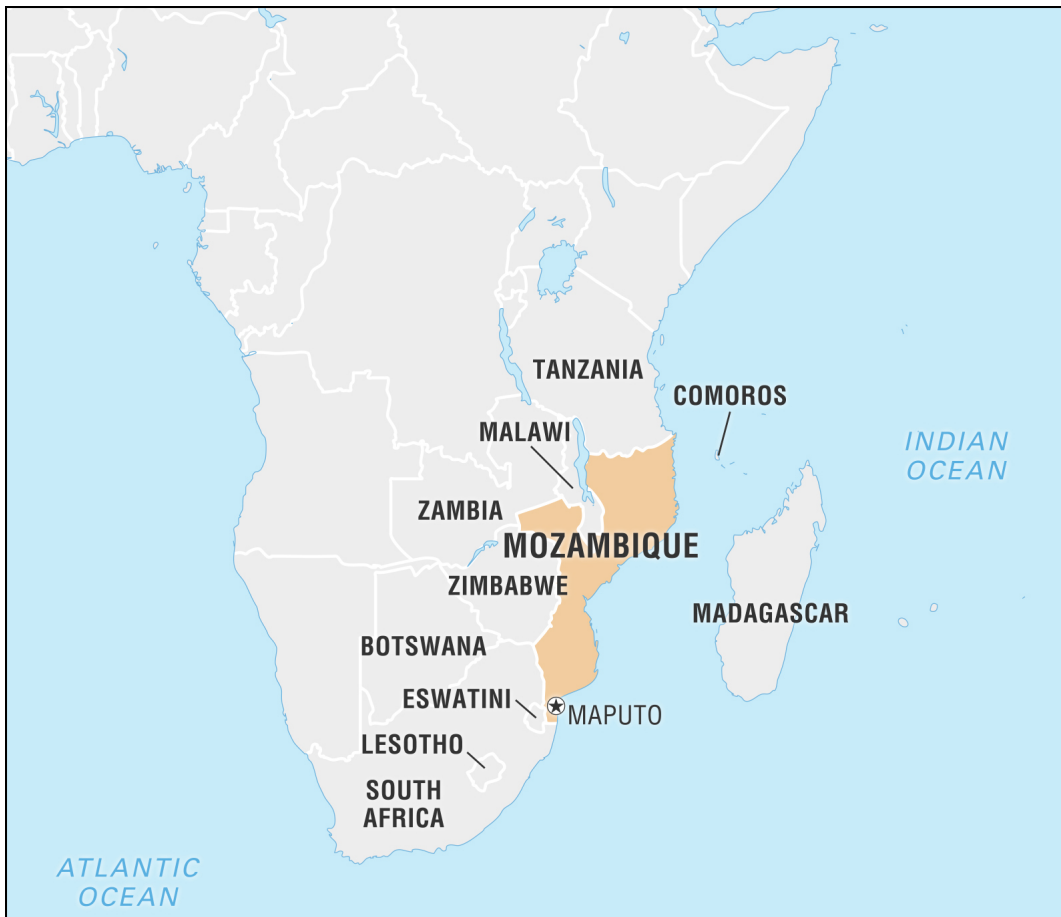 TANZANIA
COMOROS
MALAWI
INDIAN
OCEAN
ZAMBIA
MOZAMBIQUE
ZIMBABWE
MADAGASCAR
BOTSWANA
ESWATINI
MAPUTO
LESOTHO
SOUTH
AFRICA
ATLANTIC
OCEAN